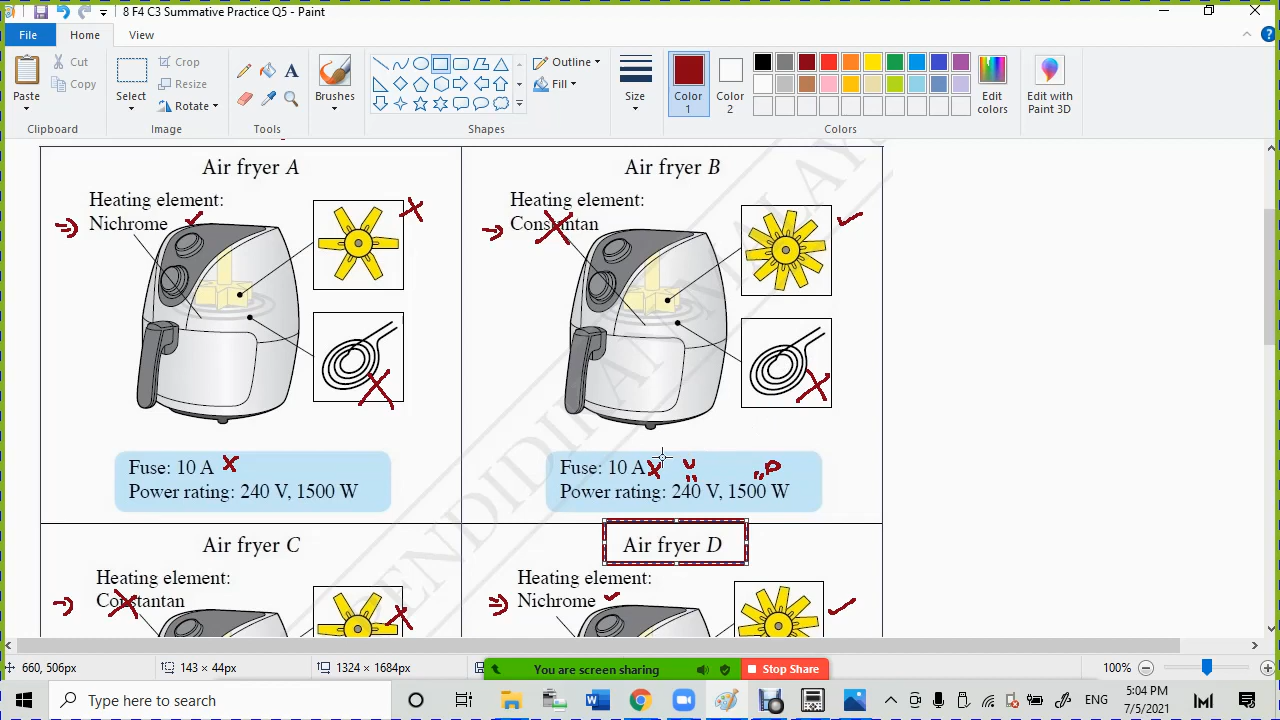 8 F4 C3 Summative Practice Q5 - Paint
File Home View
Paste Cut Copy
Clipboard
Select Crop Resize Rotate
Image
Tools
Brushes
Shapes
Outline
Fill
Size
Color 1
Color 2
Colors
Edit colors
Edit with Paint 3D
Air fryer A
Heating element:
Nichrome
Fuse: 10 A
Power rating: 240 V, 1500 W
Air fryer B
Heating element:
Constantan
Fuse: 10 A
V P
Power rating: 240 V, 1500 W
Air fryer C
Heating element:
Constantan
Air fryer D
Heating element:
Nichrome
PENDIDIKAN MALAY
660, 506px
143 × 44px
1324 × 1684px
100%
You are screen sharing
Stop Share
Type here to search
ENG
5:04 PM
7/5/2021